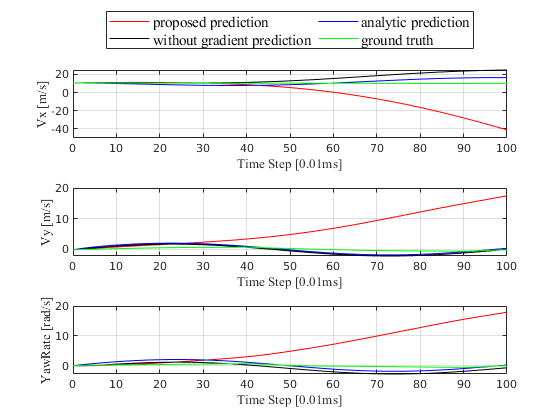 proposed prediction analytic prediction
without gradient prediction ground truth
Vx [m/s]
20
0
-20
-40
0 10 20 30 40 50 60 70 80 90 100
Time Step [0.01ms]
Vy [m/s]
20
10
0
0 10 20 30 40 50 60 70 80 90 100
Time Step [0.01ms]
YawRate [rad/s]
20
10
0
0 10 20 30 40 50 60 70 80 90 100
Time Step [0.01ms]